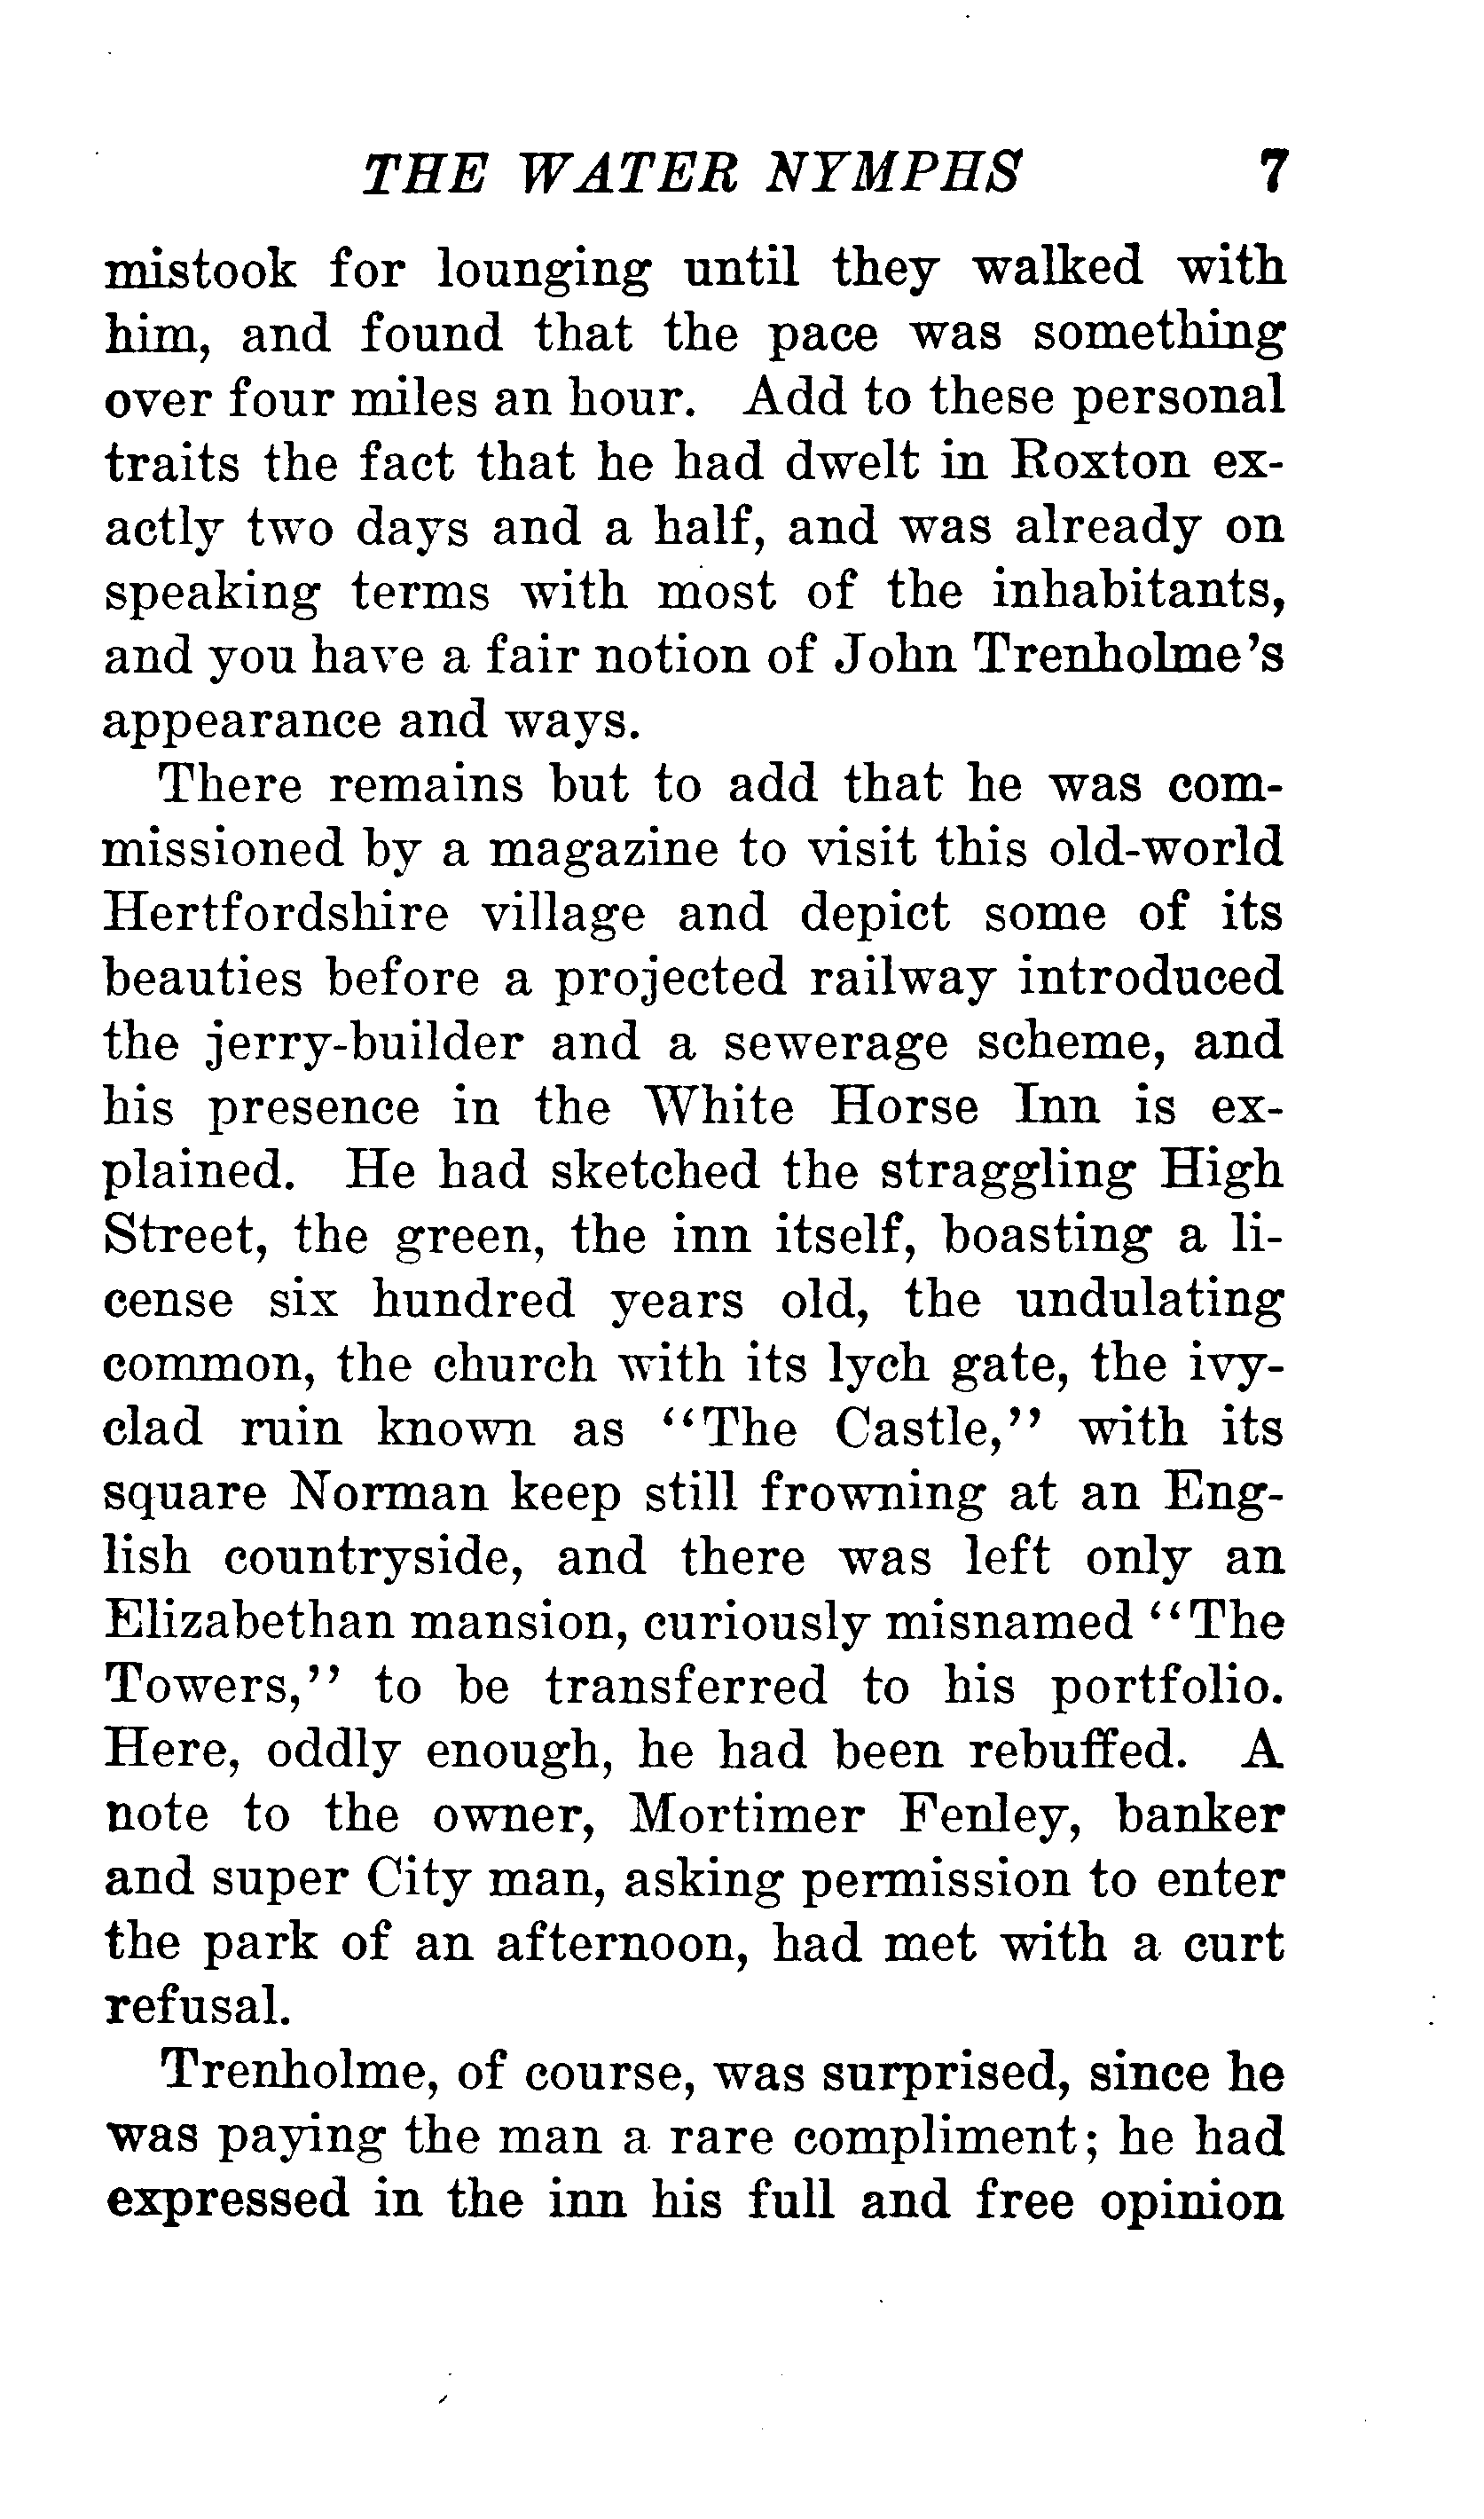 THE WATER NYMPHS 7
mistook for lounging until they walked with
him, and found that the pace was something
over four miles an hour. Add to these personal
traits the fact that he had dwelt in Roxton ex-
actly two days and a half, and was already on
speaking terms with most of the inhabitants,
and you have a fair notion of John Trenholme's
appearance and ways.
There remains but to add that he was com-
missioned by a magazine to visit this old-world
Hertfordshire village and depict some of its
beauties before a projected railway introduced
the jerry-builder and a sewerage scheme, and
his presence in the White Horse Inn is ex-
plained. He had sketched the straggling High
Street, the green, the inn itself, boasting a li-
cense six hundred years old, the undulating
common, the church with its lych gate, the ivy-
clad ruin known as "The Castle," with its
square Norman keep still frowning at an Eng-
lish countryside, and there was left only an
Elizabethan mansion, curiously misnamed "The
Towers," to be transferred to his portfolio.
Here, oddly enough, he had been rebuffed. A
note to the owner, Mortimer Fenley, banker
and super City man, asking permission to enter
the park of an afternoon, had met with a curt
refusal.
Trenholme, of course, was surprised, since he
was paying the man a rare compliment; he had
expressed in the inn his full and free opinion